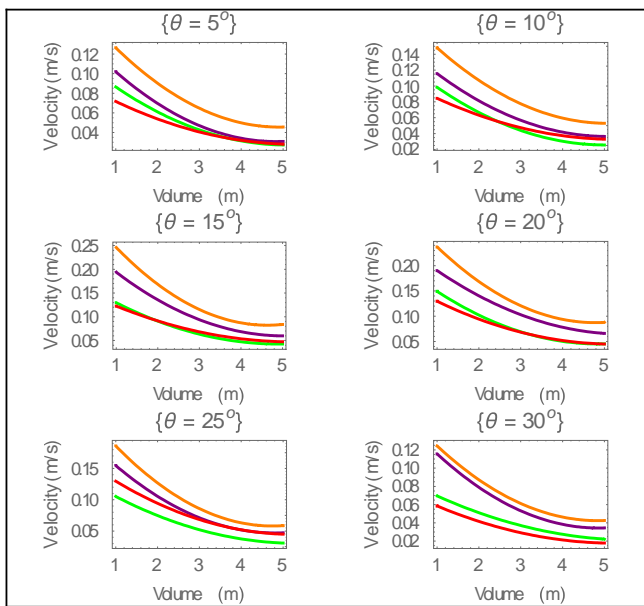 {θ = 5°}
{θ = 10°}
Velocity (m/s)
0.12
0.10
0.08
0.06
0.04
1 2 3 4 5
Volume (m)
Velocity (m/s)
0.14
0.12
0.10
0.08
0.06
0.04
0.02
1 2 3 4 5
Volume (m)
{θ = 15°}
{θ = 20°}
Velocity (m/s)
0.25
0.20
0.15
0.10
0.05
1 2 3 4 5
Volume (m)
Velocity (m/s)
0.20
0.15
0.10
0.05
1 2 3 4 5
Volume (m)
{θ = 25°}
{θ = 30°}
Velocity (m/s)
0.15
0.10
0.05
1 2 3 4 5
Volume (m)
Velocity (m/s)
0.12
0.10
0.08
0.06
0.04
0.02
1 2 3 4 5
Volume (m)